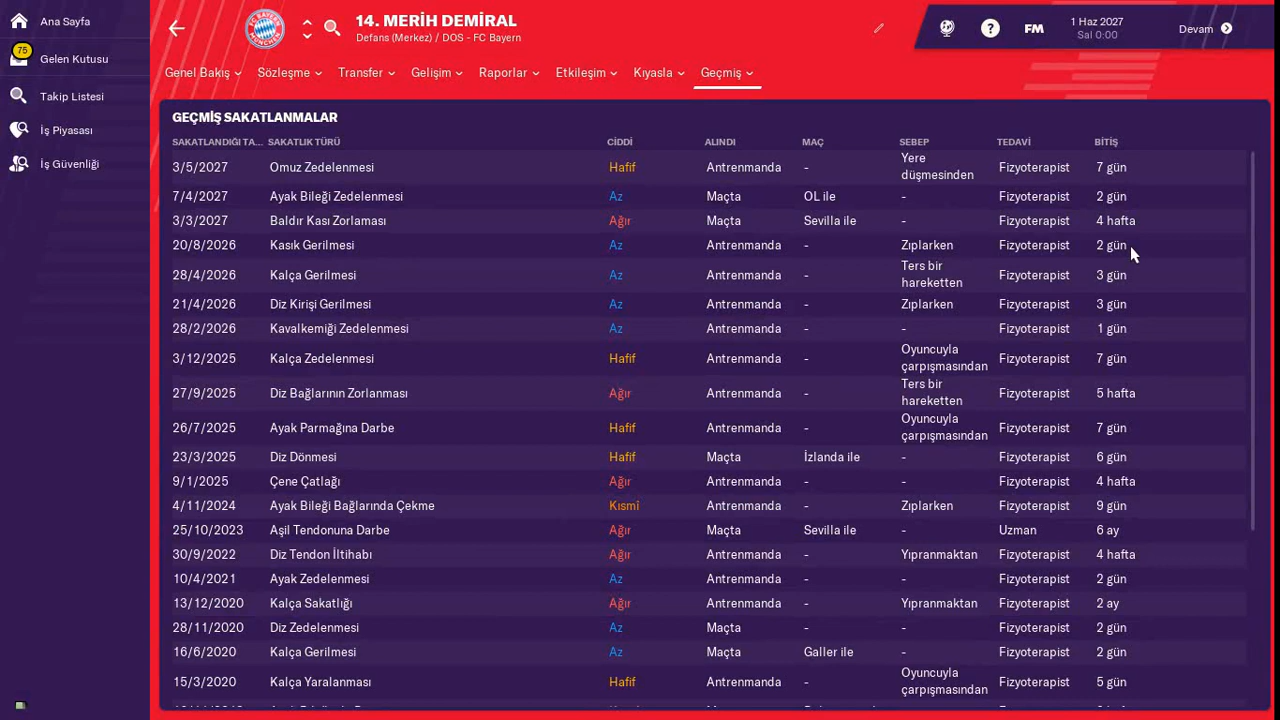 Ana Sayfa
75
Gelen Kutusu
Takip Listesi
İş Piyasası
İş Güvenliği
14. MERİH DEMİRAL
Defans (Merkez) / DOS - FC Bayern
FM
1 Haz 2027
Sal 0:00
Devam
Genel Bakış Sözleşme Transfer Gelişim Raporlar Etkileşim Kıyasla Geçmiş
GEÇMİŞ SAKATLANMALAR
SAKATLANDIĞI TA... SAKATLIK TÜRÜ CİDDİ ALINDI MAÇ SEBEP TEDAVİ BİTİŞ
3/5/2027 Omuz Zedelenmesi Hafif Antrenmanda - Yere düşmesinden Fizyoterapist 7 gün
7/4/2027 Ayak Bileği Zedelenmesi Az Maçta OL ile - Fizyoterapist 2 gün
3/3/2027 Baldır Kası Zorlaması Ağır Maçta Sevilla ile - Fizyoterapist 4 hafta
20/8/2026 Kasık Gerilmesi Az Antrenmanda - Zıplarken Fizyoterapist 2 gün
28/4/2026 Kalça Gerilmesi Az Antrenmanda - Ters bir hareketten Fizyoterapist 3 gün
21/4/2026 Diz Kirişi Gerilmesi Az Antrenmanda - Zıplarken Fizyoterapist 3 gün
28/2/2026 Kavalkemiği Zedelenmesi Az Antrenmanda - - Fizyoterapist 1 gün
3/12/2025 Kalça Zedelenmesi Hafif Antrenmanda - Oyuncuyla çarpışmasından Fizyoterapist 7 gün
27/9/2025 Diz Bağlarının Zorlanması Ağır Antrenmanda - Ters bir hareketten Fizyoterapist 5 hafta
26/7/2025 Ayak Parmağına Darbe Hafif Antrenmanda - Oyuncuyla çarpışmasından Fizyoterapist 7 gün
23/3/2025 Diz Dönmesi Hafif Maçta İzlanda ile - Fizyoterapist 6 gün
9/1/2025 Çene Çatlağı Ağır Antrenmanda - - Fizyoterapist 4 hafta
4/11/2024 Ayak Bileği Bağlarında Çekme Kısmî Antrenmanda - Zıplarken Fizyoterapist 9 gün
25/10/2023 Aşil Tendonuna Darbe Ağır Maçta Sevilla ile - Uzman 6 ay
30/9/2022 Diz Tendon İltihabı Ağır Antrenmanda - Yıpranmaktan Fizyoterapist 4 hafta
10/4/2021 Ayak Zedelenmesi Az Antrenmanda - - Fizyoterapist 2 gün
13/12/2020 Kalça Sakatlığı Ağır Antrenmanda - Yıpranmaktan Fizyoterapist 2 ay
28/11/2020 Diz Zedelenmesi Az Maçta - - Fizyoterapist 2 gün
16/6/2020 Kalça Gerilmesi Az Maçta Galler ile - Fizyoterapist 2 gün
15/3/2020 Kalça Yaralanması Hafif Antrenmanda - Oyuncuyla çarpışmasından Fizyoterapist 5 gün